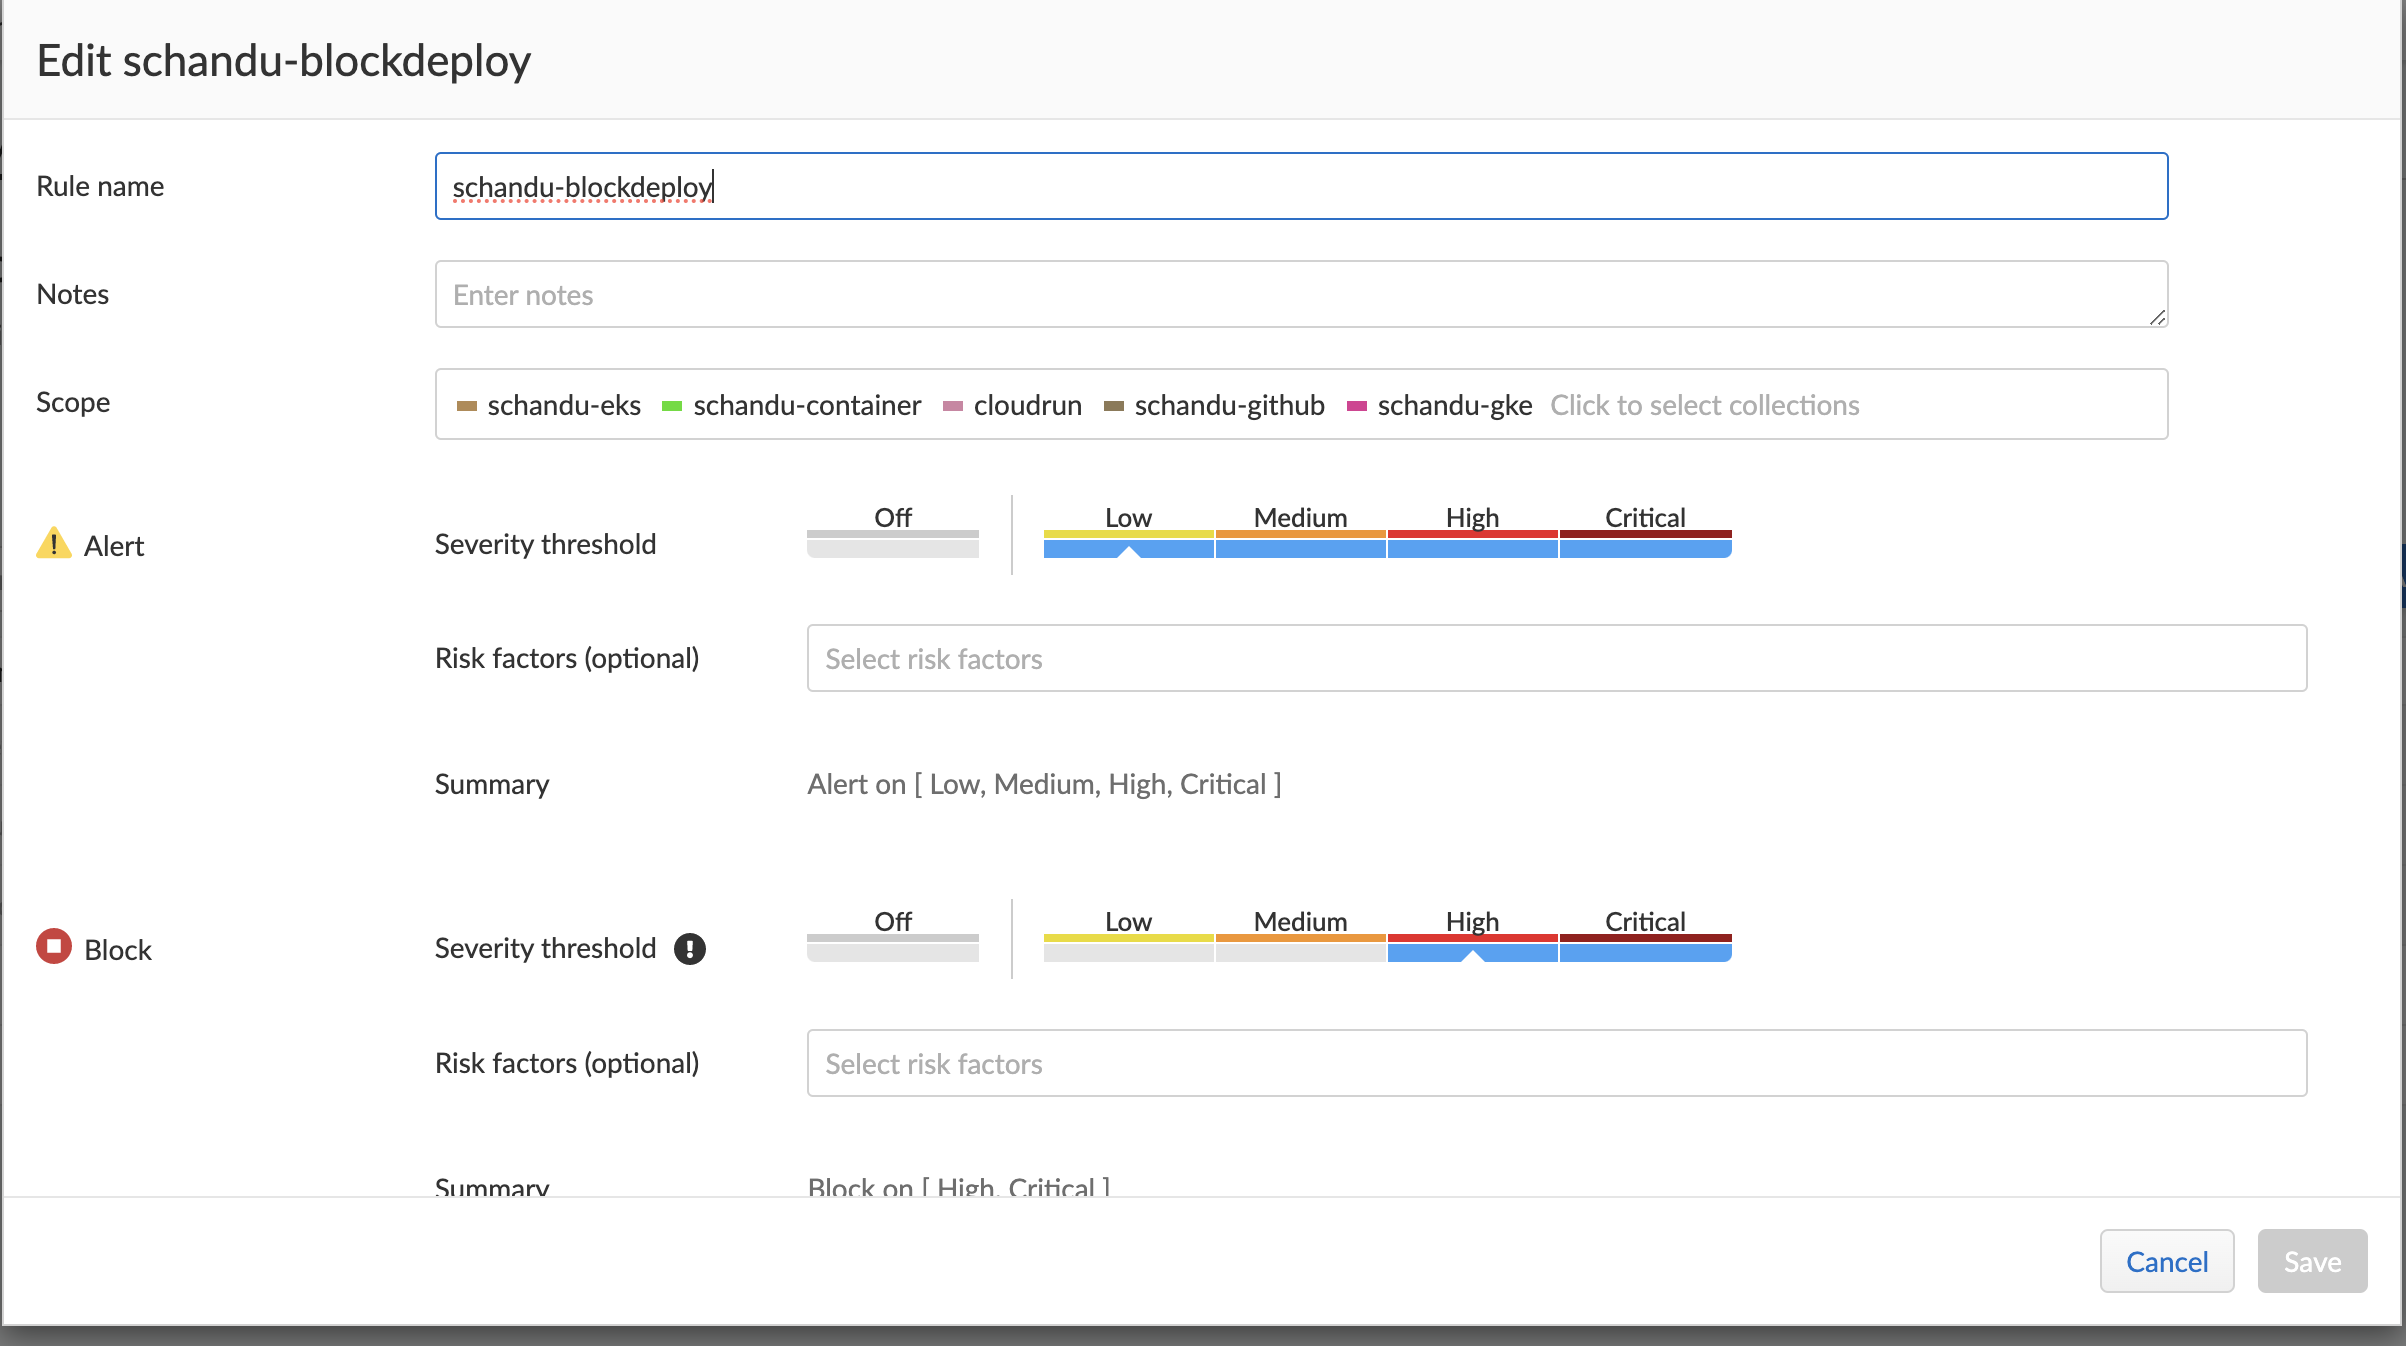 Edit schandu-blockdeploy
Rule name
schandu-blockdeploy
Notes
Enter notes
Scope
schandu-eks schandu-container cloudrun schandu-github schandu-gke Click to select collections
Alert
Severity threshold
Off Low Medium High Critical
Risk factors (optional)
Select risk factors
Summary
Alert on [ Low, Medium, High, Critical ]
Block
Severity threshold
Off Low Medium High Critical
Risk factors (optional)
Select risk factors
Summary
Block on [ High, Critical ]
Cancel Save